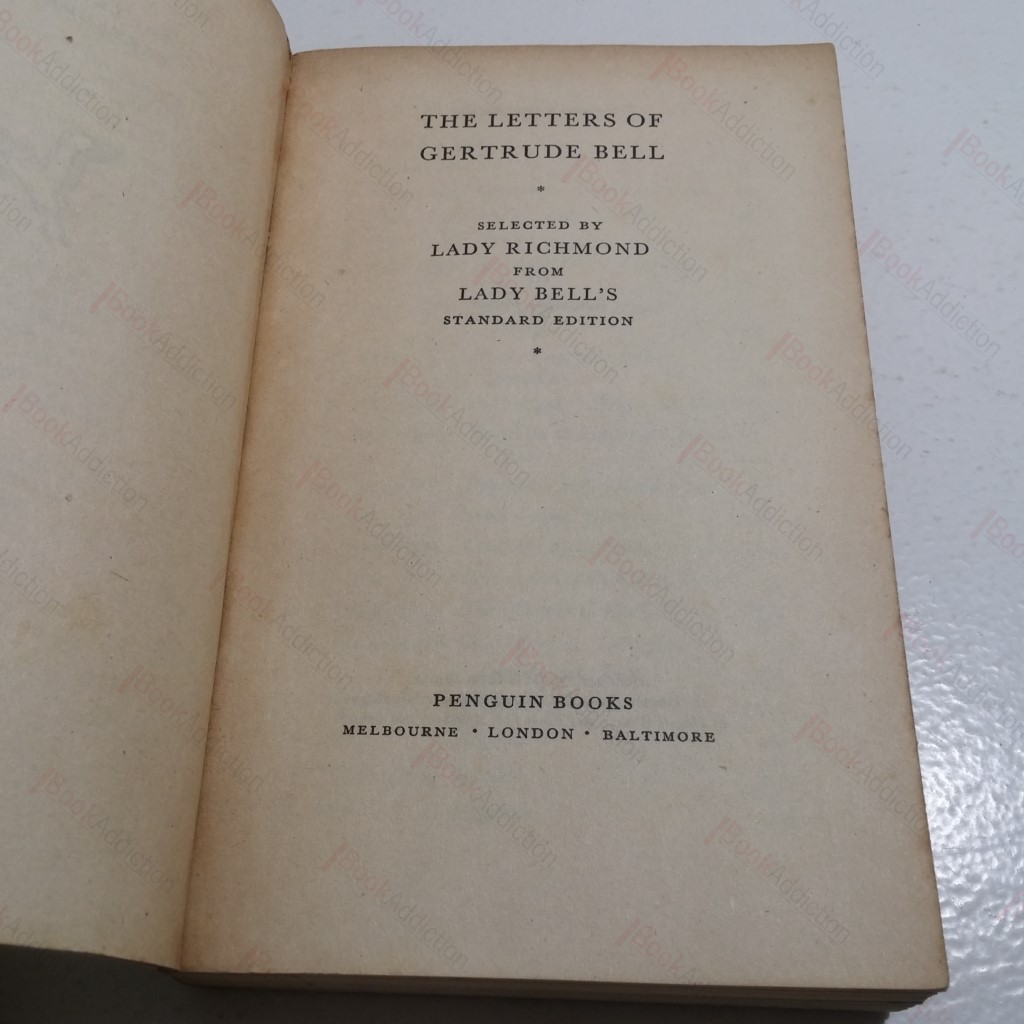 THE LETTERS OF
GERTRUDE BELL
*
SELECTED BY
LADY RICHMOND
FROM
LADY BELL'S
STANDARD EDITION
*
PENGUIN BOOKS
MELBOURNE · LONDON · BALTIMORE
BookAddiction